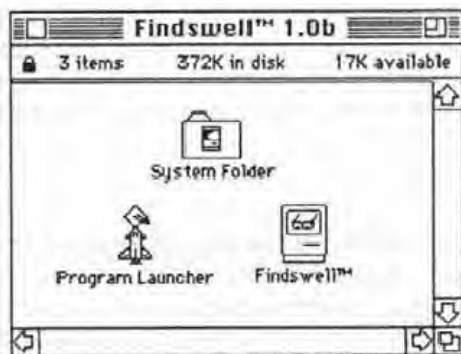 Findswell™ 1.0b
3 items 372K in disk 17K available
System Folder
Program Launcher Findswell™